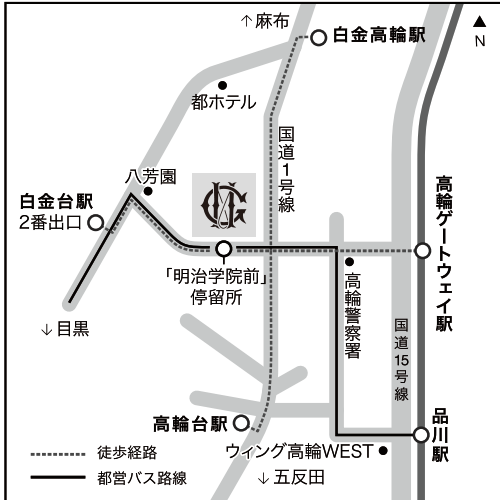 ↑麻布
白金高輪駅
▲
N
都ホテル
国道1号線
八芳園
白金台駅
2番出口
高輪ゲートウェイ駅
「明治学院前」
停留所
高輪警察署
↓目黒
国道15号線
高輪台駅
品川駅
ウィング高輪WEST
徒歩経路
都営バス路線
↓五反田